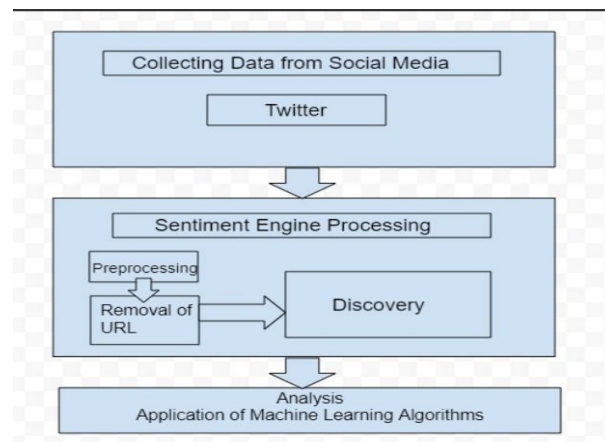 Collecting Data from Social Media
Twitter
Sentiment Engine Processing
Preprocessing
Removal of
URL
Discovery
Analysis
Application of Machine Learning Algorithms